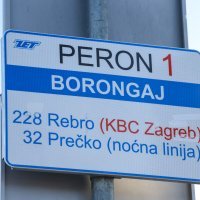 ZET
PERON 1
BORONGAJ
228 Rebro (KBC Zagreb)
32 Prečko (noćna linija)